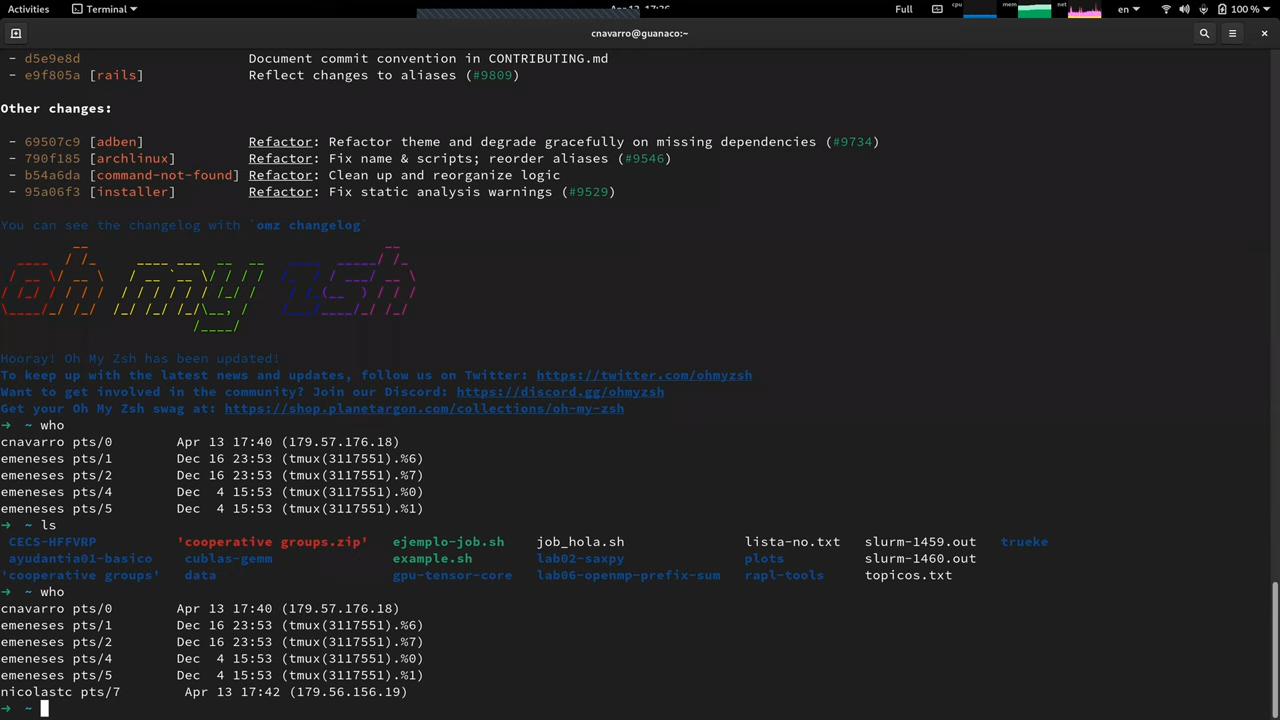 Activities Terminal Full cpu mem net en 100 %
cnavarro@guanaco:~
- d5e9e8d Document commit convention in CONTRIBUTING.md
- e9f805a [rails] Reflect changes to aliases (#9809)
Other changes:
- 69507c9 [adben] Refactor: Refactor theme and degrade gracefully on missing dependencies (#9734)
- 790f185 [archlinux] Refactor: Fix name & scripts; reorder aliases (#9546)
- b54a6da [command-not-found] Refactor: Clean up and reorganize logic
- 95a06f3 [installer] Refactor: Fix static analysis warnings (#9529)
You can see the changelog with `omz changelog`
oh my zsh
Hooray! Oh My Zsh has been updated!
To keep up with the latest news and updates, follow us on Twitter: https://twitter.com/ohmyzsh
Want to get involved in the community? Join our Discord: https://discord.gg/ohmyzsh
Get your Oh My Zsh swag at: https://shop.planetargon.com/collections/oh-my-zsh
➜ ~ who
cnavarro pts/0 Apr 13 17:40 (179.57.176.18)
emeneses pts/1 Dec 16 23:53 (tmux(3117551).%6)
emeneses pts/2 Dec 16 23:53 (tmux(3117551).%7)
emeneses pts/4 Dec 4 15:53 (tmux(3117551).%0)
emeneses pts/5 Dec 4 15:53 (tmux(3117551).%1)
➜ ~ ls
CECS-HFFVRP 'cooperative groups.zip' ejemplo-job.sh job_hola.sh lista-no.txt slurm-1459.out trueke
ayudantia01-basico cublas-gemm example.sh lab02-saxpy plots slurm-1460.out
'cooperative groups' data gpu-tensor-core lab06-openmp-prefix-sum rapl-tools topicos.txt
➜ ~ who
cnavarro pts/0 Apr 13 17:40 (179.57.176.18)
emeneses pts/1 Dec 16 23:53 (tmux(3117551).%6)
emeneses pts/2 Dec 16 23:53 (tmux(3117551).%7)
emeneses pts/4 Dec 4 15:53 (tmux(3117551).%0)
emeneses pts/5 Dec 4 15:53 (tmux(3117551).%1)
nicolastc pts/7 Apr 13 17:42 (179.56.156.19)
➜ ~